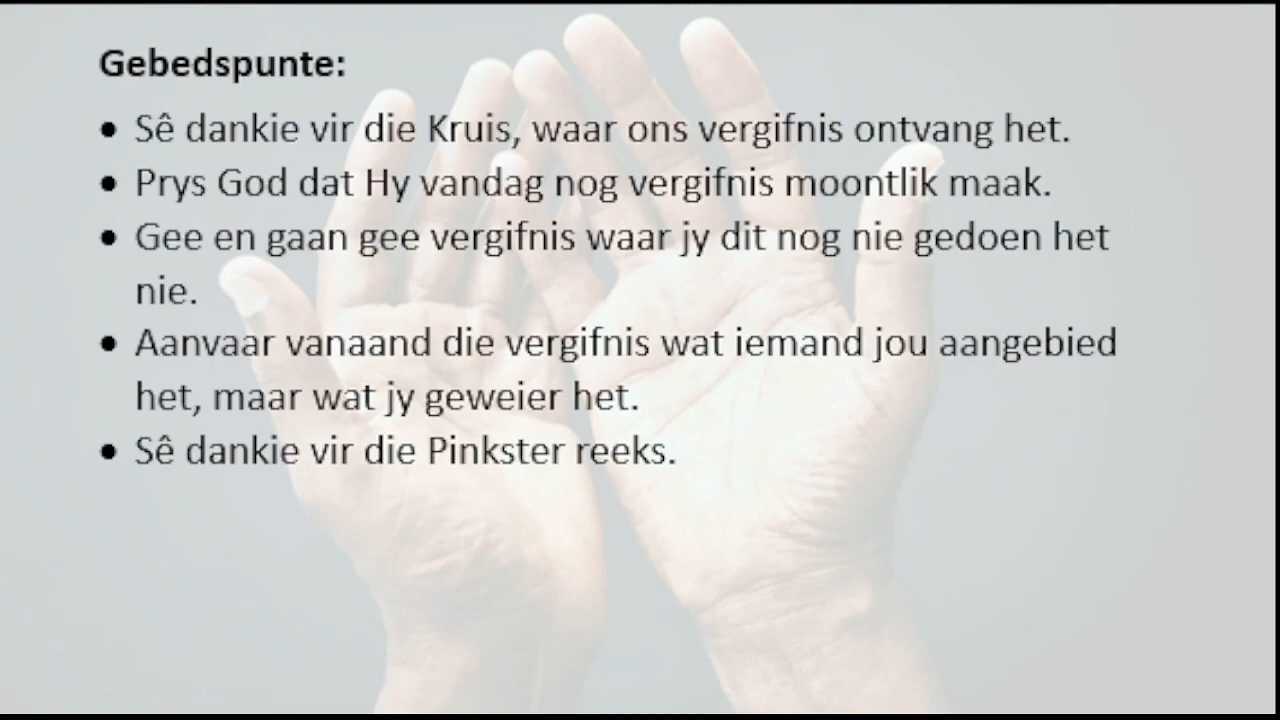 Gebedspunte:
• Sê dankie vir die Kruis, waar ons vergifnis ontvang het.
• Prys God dat Hy vandag nog vergifnis moontlik maak.
• Gee en gaan gee vergifnis waar jy dit nog nie gedoen het
nie.
• Aanvaar vanaand die vergifnis wat iemand jou aangebied
het, maar wat jy geweier het.
• Sê dankie vir die Pinkster reeks.